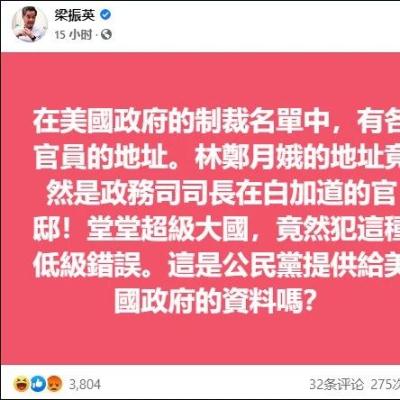 梁振英
15 小时 ·
在美國政府的制裁名單中，有各
官員的地址。林鄭月娥的地址竟
然是政務司司長在白加道的官
邸！堂堂超級大國，竟然犯這種
低級錯誤。這是公民黨提供給美
國政府的資料嗎？
3,804
32条评论 275次